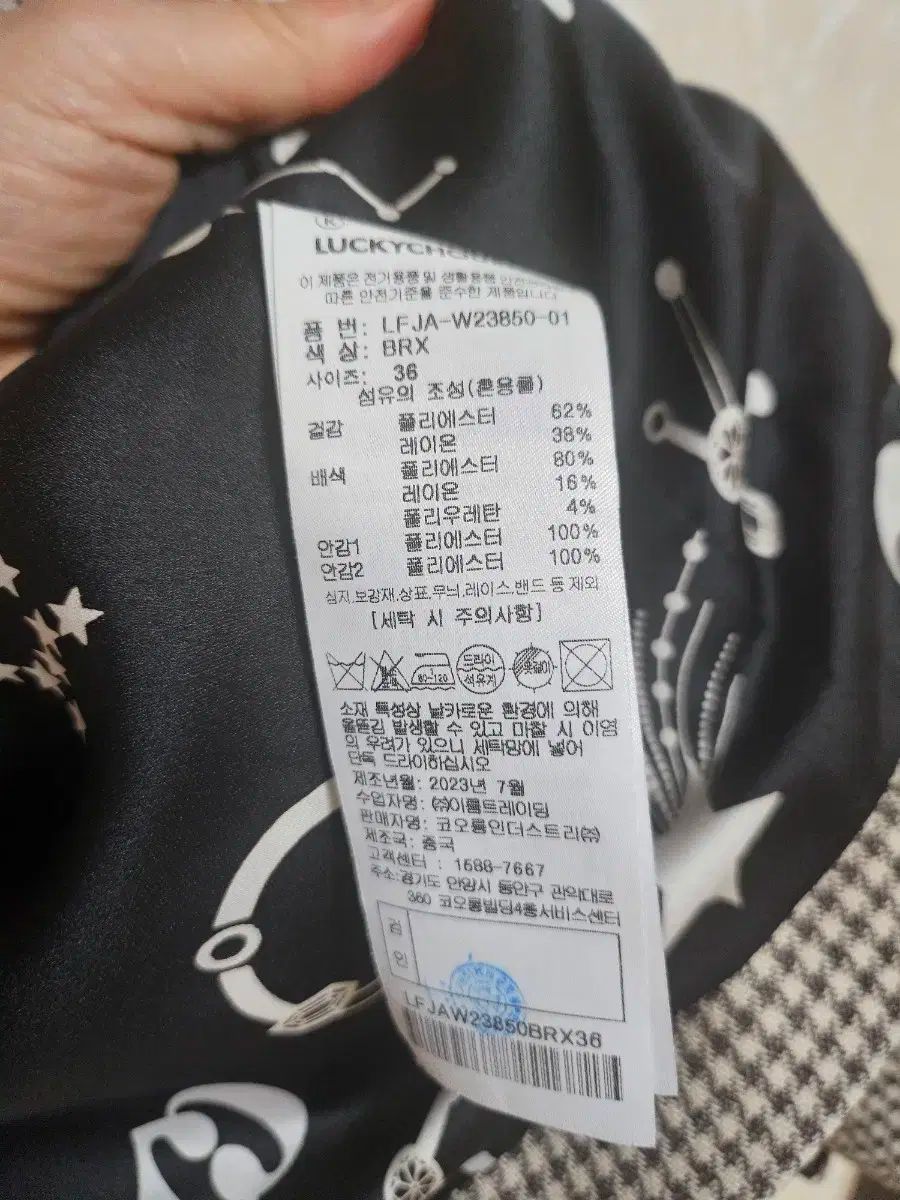 LUCKYCH
이 제품은 전기용품 및 생활용품
따른 안전기준을 준수한 제품입니다
품 번: LFJA-W23850-01
색 상: BRX
사이즈: 36
섬유의 조성(혼용률)
겉감 폴리에스터 62%
레이온 38%
배색 폴리에스터 80%
레이온 16%
폴리우레탄 4%
안감1 폴리에스터 100%
안감2 폴리에스터 100%
심지.보강재.상표.무늬.레이스.밴드 등 제외
[세탁 시 주의사항]
80-120
드라이
석유계
소재 특성상 날카로운 환경에 의해
올뜯김 발생할 수 있고 마찰 시 이염
의 우려가 있으니 세탁망에 넣어
단독 드라이하십시오
제조년월: 2023년 7월
수입자명: ㈜이룸트레이딩
판매자명: 코오롱인더스트리㈜
제조국: 중국
고객센터 : 1588-7667
주소:경기도 안양시 동안구 관악대로
360 코오롱빌딩4층서비스센터
검
인
LFJAW23850BRX36